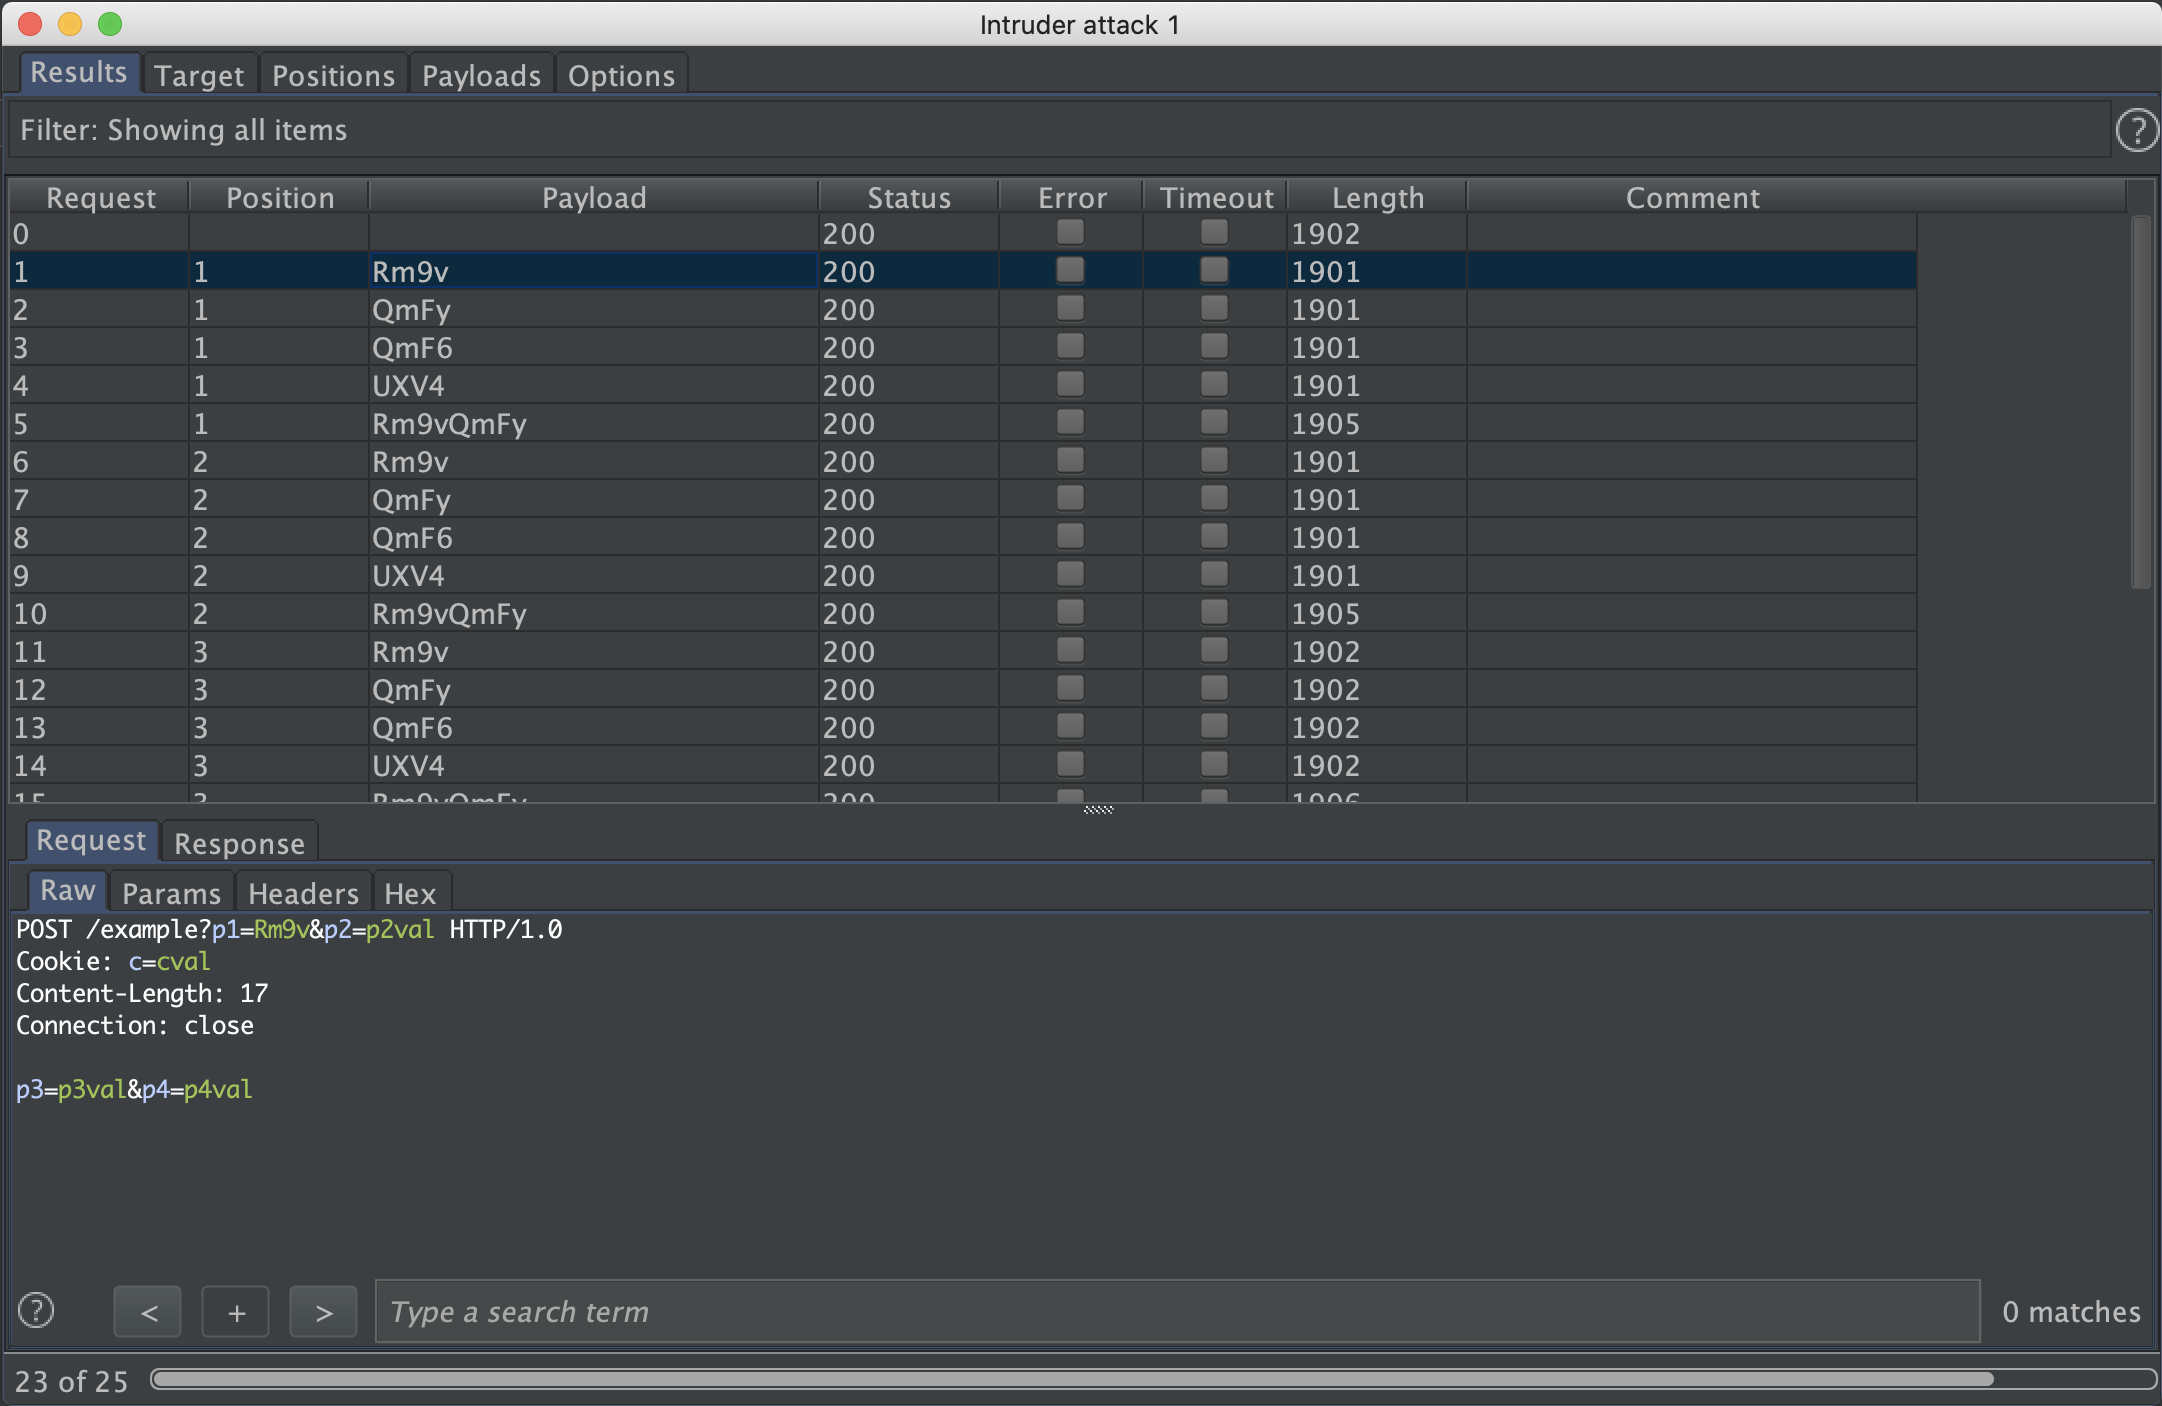 Intruder attack 1
Results Target Positions Payloads Options
Filter: Showing all items ?
Request Position Payload Status Error Timeout Length Comment
0 200 1902
1 1 Rm9v 200 1901
2 1 QmFy 200 1901
3 1 QmF6 200 1901
4 1 UXV4 200 1901
5 1 Rm9vQmFy 200 1905
6 2 Rm9v 200 1901
7 2 QmFy 200 1901
8 2 QmF6 200 1901
9 2 UXV4 200 1901
10 2 Rm9vQmFy 200 1905
11 3 Rm9v 200 1902
12 3 QmFy 200 1902
13 3 QmF6 200 1902
14 3 UXV4 200 1902
15 3 Rm9vQmFy 200 1906
Request Response
Raw Params Headers Hex
POST /example?p1=Rm9v&p2=p2val HTTP/1.0
Cookie: c=cval
Content-Length: 17
Connection: close
p3=p3val&p4=p4val
? < + > Type a search term 0 matches
23 of 25